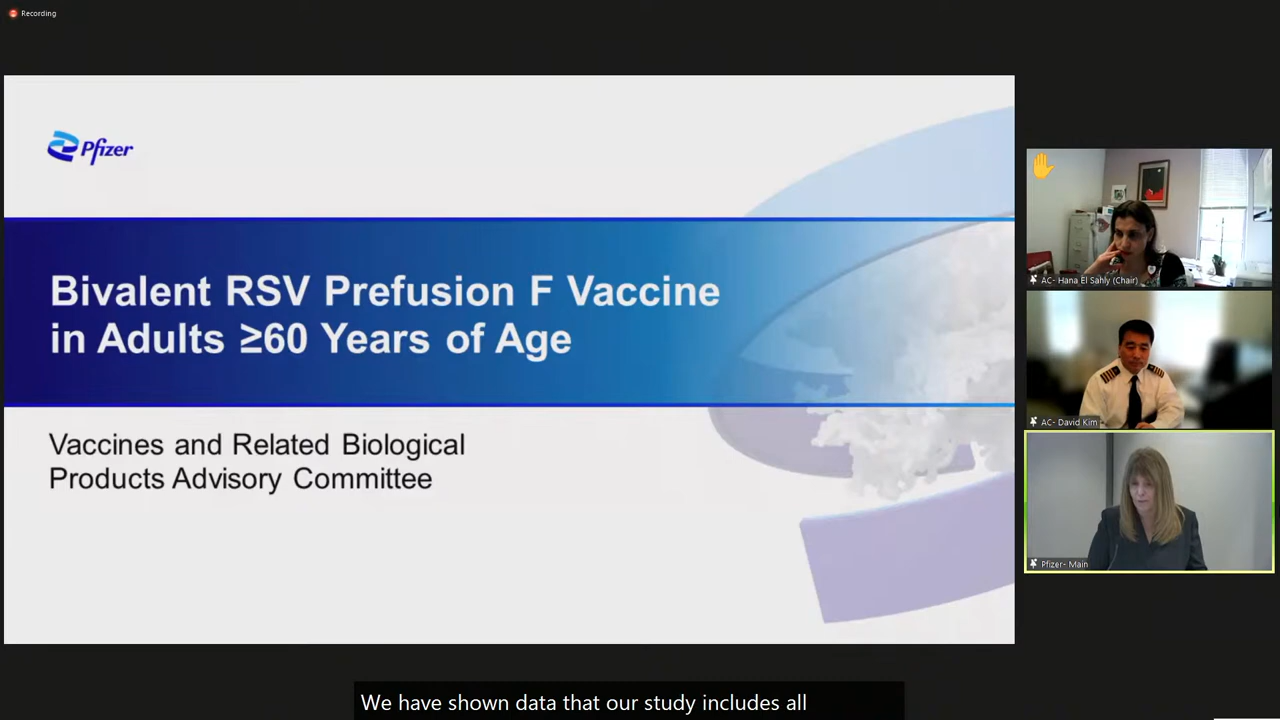 Recording
Pfizer
Bivalent RSV Prefusion F Vaccine
in Adults ≥60 Years of Age
Vaccines and Related Biological
Products Advisory Committee
AC- Hana El Sahly (Chair)
AC- David Kim
Pfizer- Main
We have shown data that our study includes all